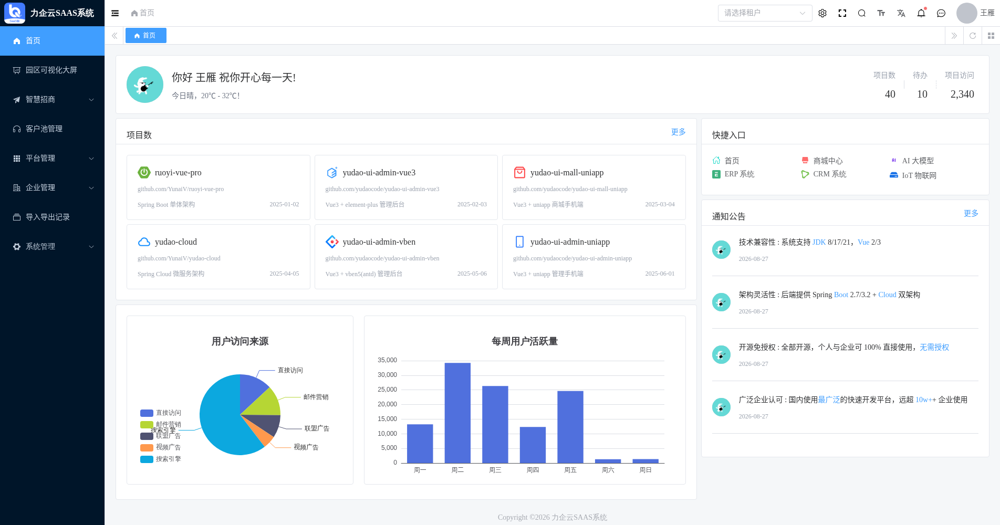 力企云SAAS系统
首页
请选择租户
王雁
首页
首页
园区可视化大屏
智慧招商
客户池管理
平台管理
企业管理
导入导出记录
系统管理
你好 王雁 祝你开心每一天!
今日晴，20℃ - 32℃！
项目数
待办
项目访问
40
10
2,340
项目数
更多
ruoyi-vue-pro
github.com/YunaiV/ruoyi-vue-pro
Spring Boot 单体架构
2025-01-02
yudao-ui-admin-vue3
github.com/yudaocode/yudao-ui-admin-vue3
Vue3 + element-plus 管理后台
2025-02-03
yudao-ui-mall-uniapp
github.com/yudaocode/yudao-ui-mall-uniapp
Vue3 + uniapp 商城手机端
2025-03-04
yudao-cloud
github.com/YunaiV/yudao-cloud
Spring Cloud 微服务架构
2025-04-05
yudao-ui-admin-vben
github.com/yudaocode/yudao-ui-admin-vben
Vue3 + vben5(antd) 管理后台
2025-05-06
yudao-ui-admin-uniapp
github.com/yudaocode/yudao-ui-admin-uniapp
Vue3 + uniapp 管理手机端
2025-06-01
快捷入口
首页
商城中心
AI
AI 大模型
ERP 系统
CRM 系统
IoT 物联网
通知公告
更多
技术兼容性 : 系统支持 JDK 8/17/21，Vue 2/3
2026-08-27
架构灵活性 : 后端提供 Spring Boot 2.7/3.2 + Cloud 双架构
2026-08-27
开源免授权 : 全部开源，个人与企业可 100% 直接使用，无需授权
2026-08-27
广泛企业认可 : 国内使用最广泛的快速开发平台，远超 10w++ 企业使用
2026-08-27
用户访问来源
直接访问
邮件营销
联盟广告
视频广告
搜索引擎
直接访问
邮件营销
联盟广告
视频广告
搜索引擎
每周用户活跃量
35,000
30,000
25,000
20,000
15,000
10,000
5,000
0
周一
周二
周三
周四
周五
周六
周日
Copyright ©2026 力企云SAAS系统